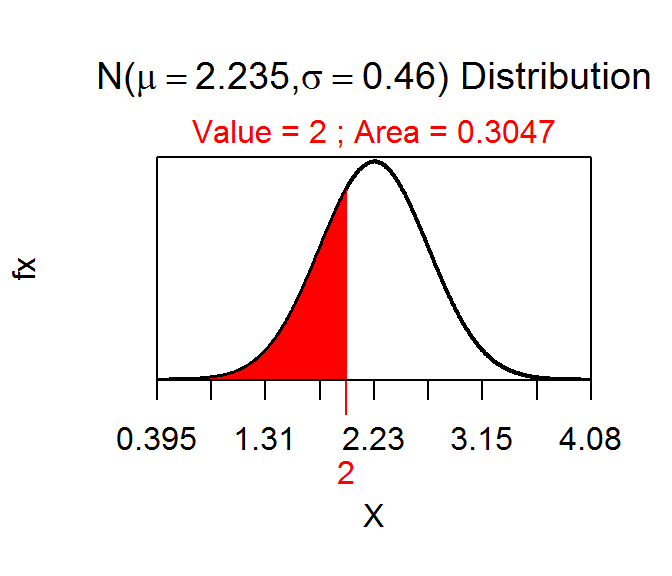 N(μ = 2.235,σ = 0.46) Distribution
Value = 2 ; Area = 0.3047
fx
0.395 1.31 2.23 3.15 4.08
2
X